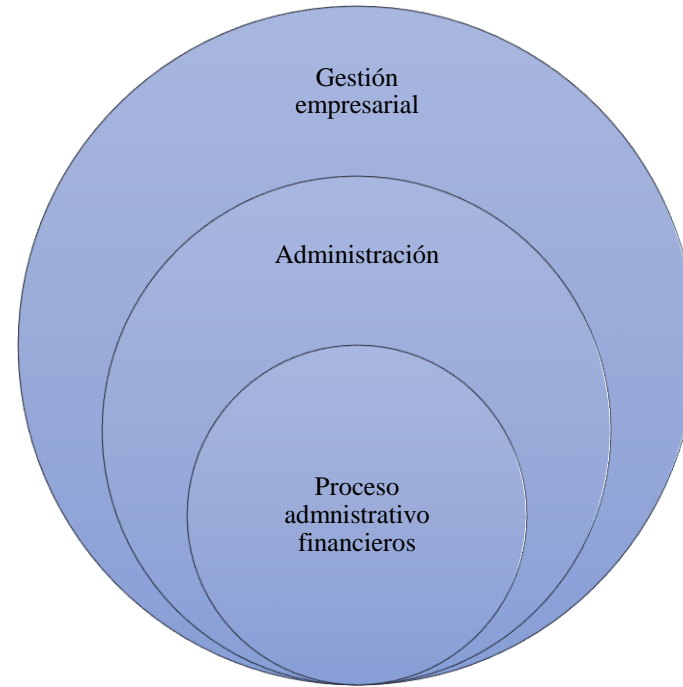 Gestión
empresarial
Administración
Proceso
admnistrativo
financieros